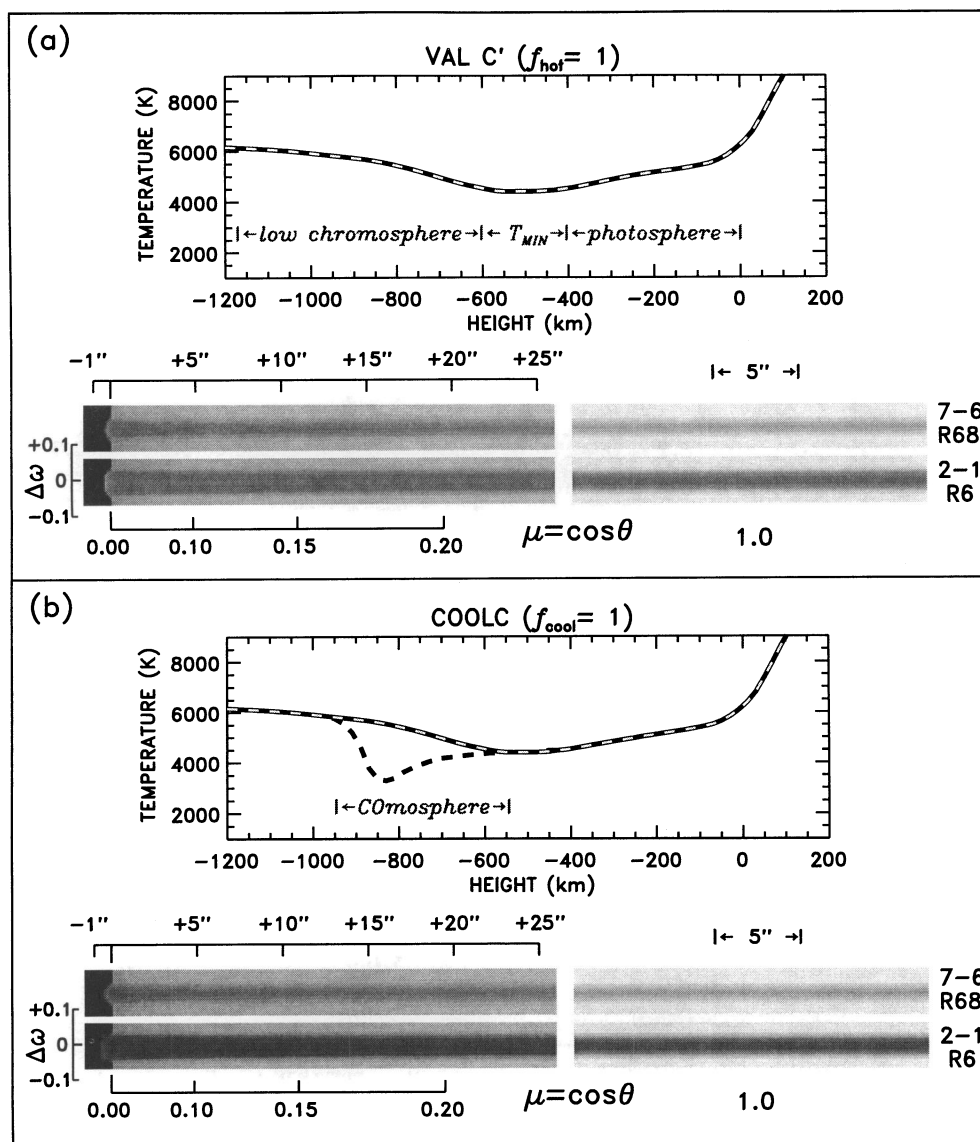 (a)
VAL C' (f_hot= 1)
TEMPERATURE (K)
8000
6000
4000
2000
|←low chromosphere→|← T_MIN →|←photosphere→|
-1200 -1000 -800 -600 -400 -200 0 200
HEIGHT (km)
-1" +5" +10" +15" +20" +25"
|← 5" →|
7-6
R68
2-1
R6
Δω
+0.1
0
-0.1
0.00 0.10 0.15 0.20 μ=cosθ 1.0
(b)
COOLC (f_cool= 1)
TEMPERATURE (K)
8000
6000
4000
2000
|←COmosphere→|
-1200 -1000 -800 -600 -400 -200 0 200
HEIGHT (km)
-1" +5" +10" +15" +20" +25"
|← 5" →|
7-6
R68
2-1
R6
Δω
+0.1
0
-0.1
0.00 0.10 0.15 0.20 μ=cosθ 1.0